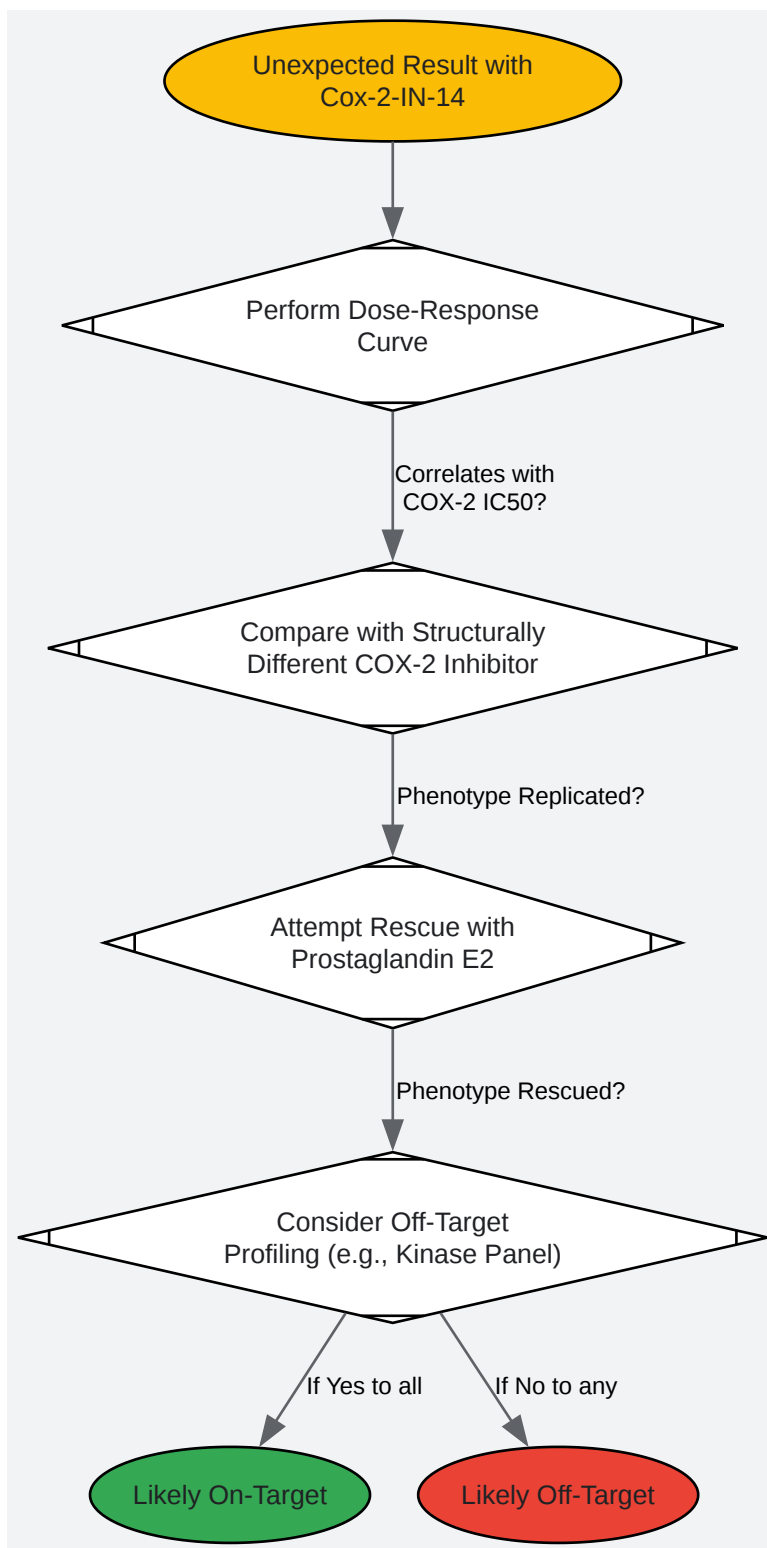 Unexpected Result with
Cox-2-IN-14
Perform Dose-Response
Curve
Correlates with
COX-2 IC50?
Compare with Structurally
Different COX-2 Inhibitor
Phenotype Replicated?
Attempt Rescue with
Prostaglandin E2
Phenotype Rescued?
Consider Off-Target
Profiling (e.g., Kinase Panel)
If Yes to all
If No to any
Likely On-Target
Likely Off-Target